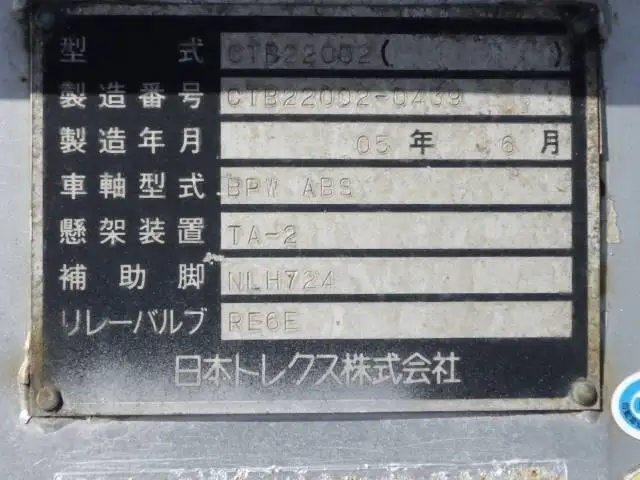 型式 CTB22002( )
製造番号 CTB22002-0439
製造年月 05年 6月
車軸型式 BPW ABS
懸架装置 TA-2
補助脚 NLH724
リレーバルブ RE6E
日本トレクス株式会社